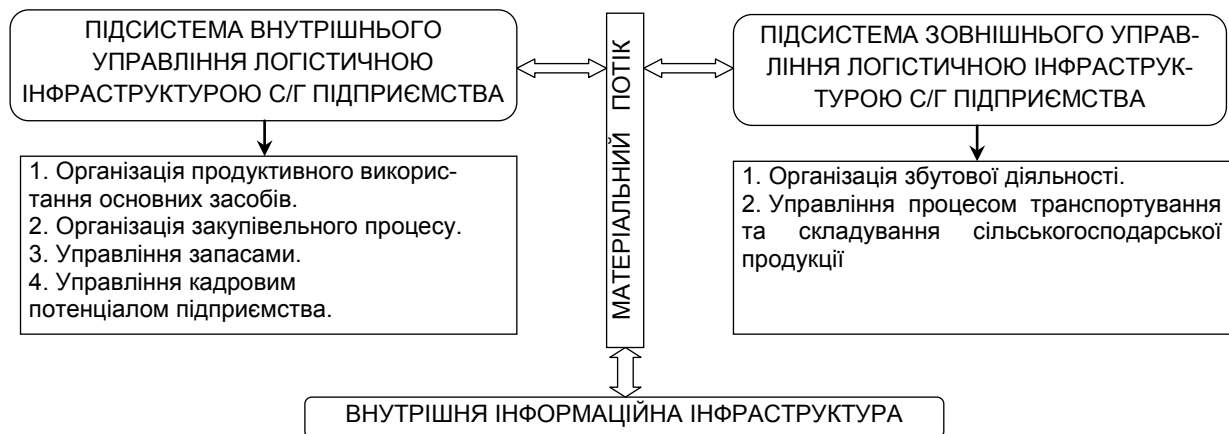 ПІДСИСТЕМА ВНУТРІШНЬОГО
УПРАВЛІННЯ ЛОГІСТИЧНОЮ
ІНФРАСТРУКТУРОЮ С/Г ПІДПРИЄМСТВА
1. Організація продуктивного викорис-
тання основних засобів.
2. Організація закупівельного процесу.
3. Управління запасами.
4. Управління кадровим
потенціалом підприємства.
МАТЕРІАЛЬНИЙ ПОТІК
ПІДСИСТЕМА ЗОВНІШНЬОГО УПРАВ-
ЛІННЯ ЛОГІСТИЧНОЮ ІНФРАСТРУК-
ТУРОЮ С/Г ПІДПРИЄМСТВА
1. Організація збутової діяльності.
2. Управління процесом транспортування
та складування сільськогосподарської
продукції
ВНУТРІШНЯ ІНФОРМАЦІЙНА ІНФРАСТРУКТУРА